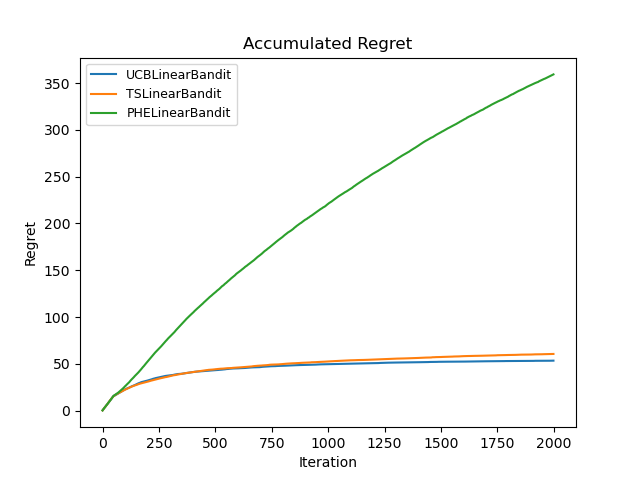 Accumulated Regret
UCBLinearBandit
TSLinearBandit
PHELinearBandit
350
300
250
200
150
100
50
0
Regret
0 250 500 750 1000 1250 1500 1750 2000
Iteration